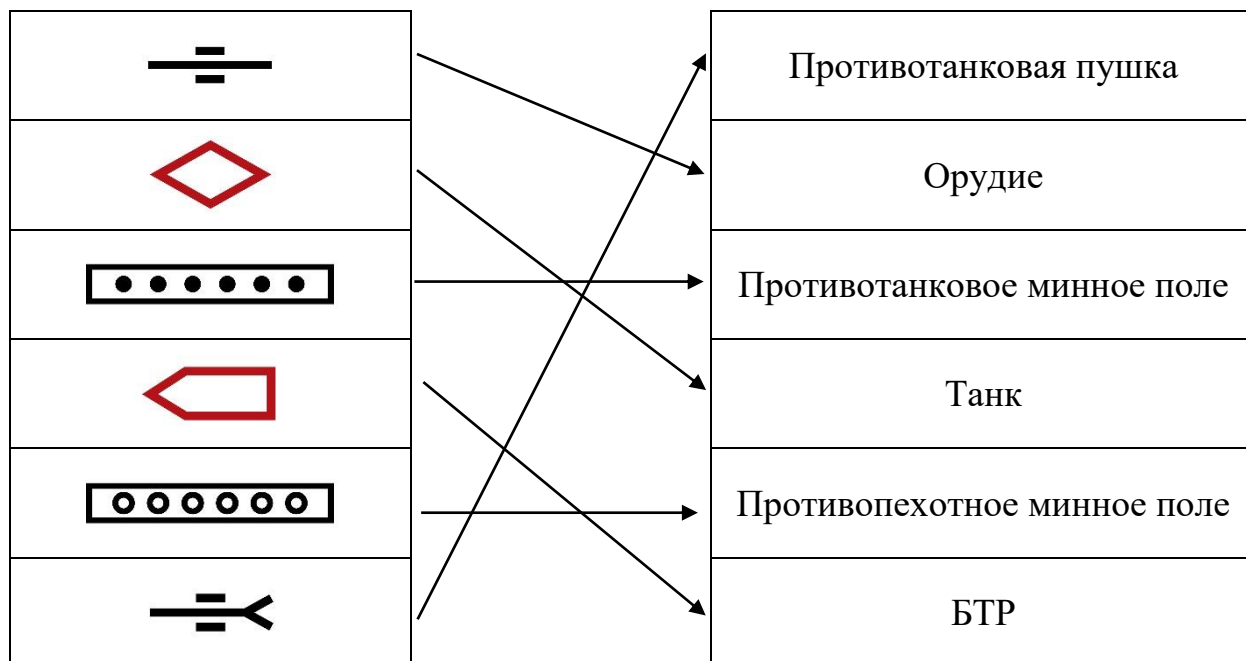 Противотанковая пушка
Орудие
Противотанковое минное поле
Танк
Противопехотное минное поле
БТР